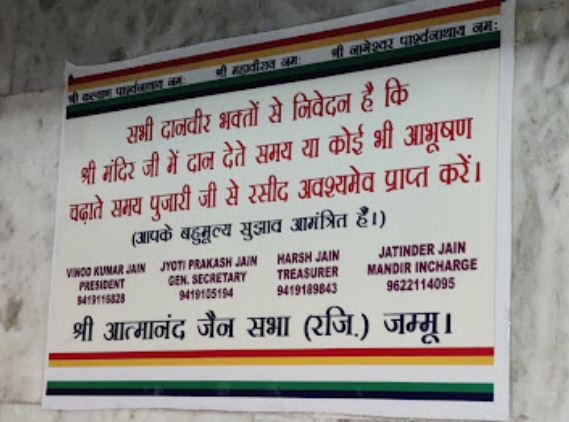 श्री कल्याण पार्श्वनाथाय नमः श्री महावीराय नमः श्री नागेश्वर पार्श्वनाथाय नमः
सभी दानवीर भक्तों से निवेदन है कि
श्री मंदिर जी में दान देते समय या कोई भी आभूषण
चढ़ाते समय पुजारी जी से रसीद अवश्यमेव प्राप्त करें।
(आपके बहुमूल्य सुझाव आमंत्रित हैं।)
VINOD KUMAR JAIN JYOTI PRAKASH JAIN HARSH JAIN JATINDER JAIN
PRESIDENT GEN. SECRETARY TREASURER MANDIR INCHARGE
9419116828 9419105194 9419189843 9622114095
श्री आत्मानंद जैन सभा (रजि.) जम्मू।